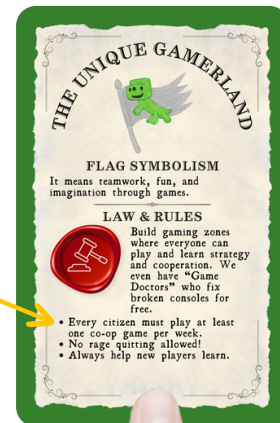 THE UNIQUE GAMERLAND
FLAG SYMBOLISM
It means teamwork, fun, and
imagination through games.
LAW & RULES
Build gaming zones
where everyone can
play and learn strategy
and cooperation. We
even have “Game
Doctors” who fix
broken consoles for
free.
• Every citizen must play at least
one co-op game per week.
• No rage quitting allowed!
• Always help new players learn.